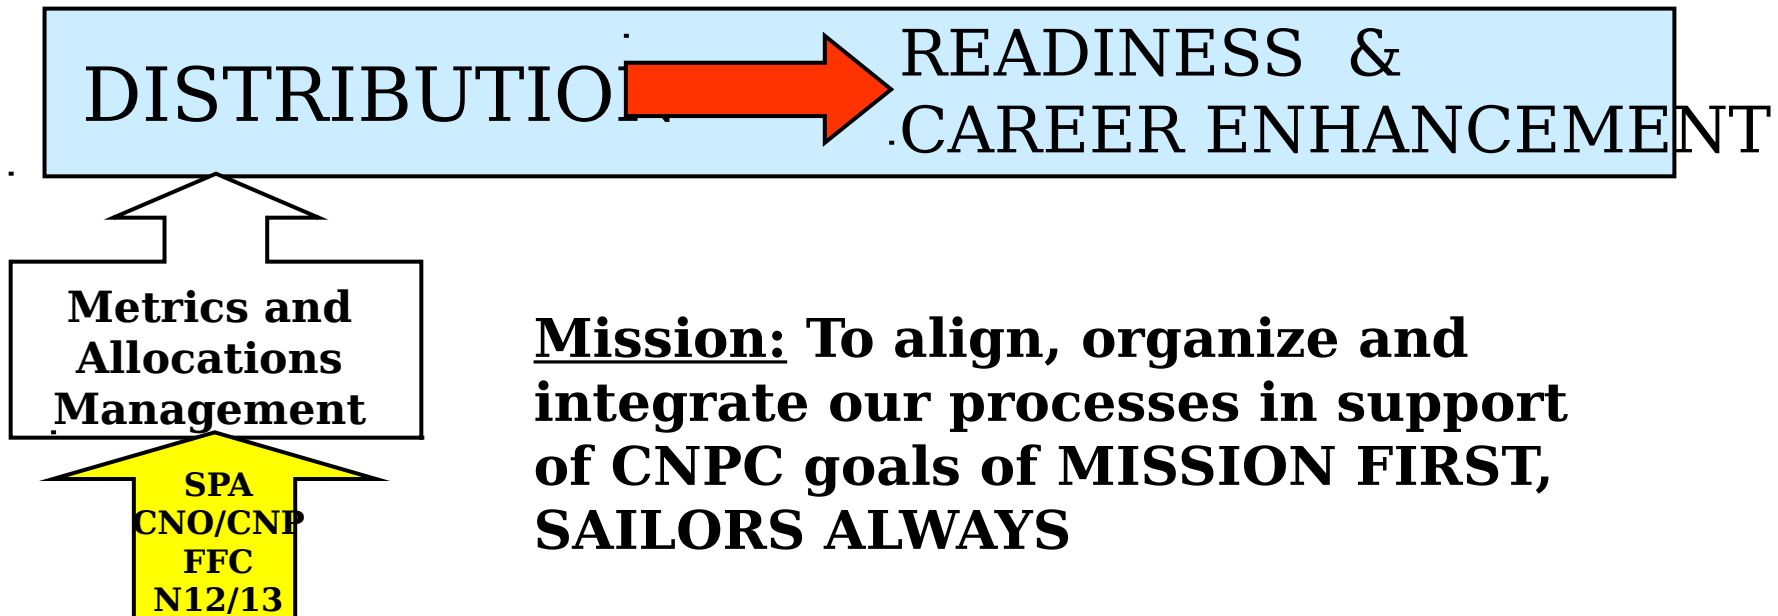 DISTRIBUTION
READINESS &
CAREER ENHANCEMENT
Metrics and
Allocations
Management
SPA
CNO/CNP
FFC
N12/13
Mission: To align, organize and
integrate our processes in support
of CNPC goals of MISSION FIRST,
SAILORS ALWAYS